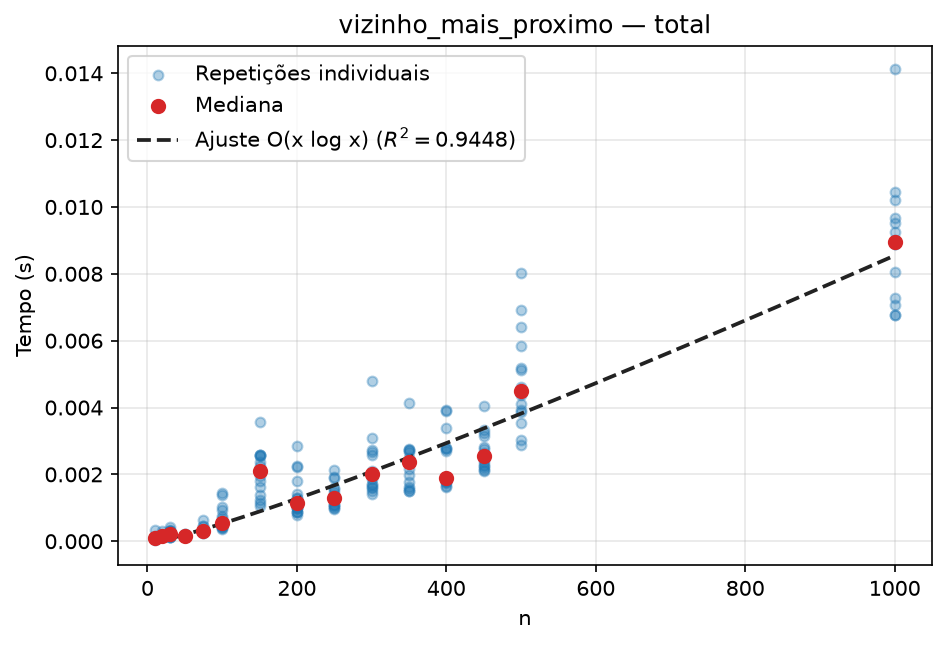 vizinho_mais_proximo — total
Repetições individuais
Mediana
Ajuste O(x log x) ($R^2 = 0.9448$)
0.014
0.012
0.010
0.008
0.006
0.004
0.002
0.000
Tempo (s)
0 200 400 600 800 1000
n